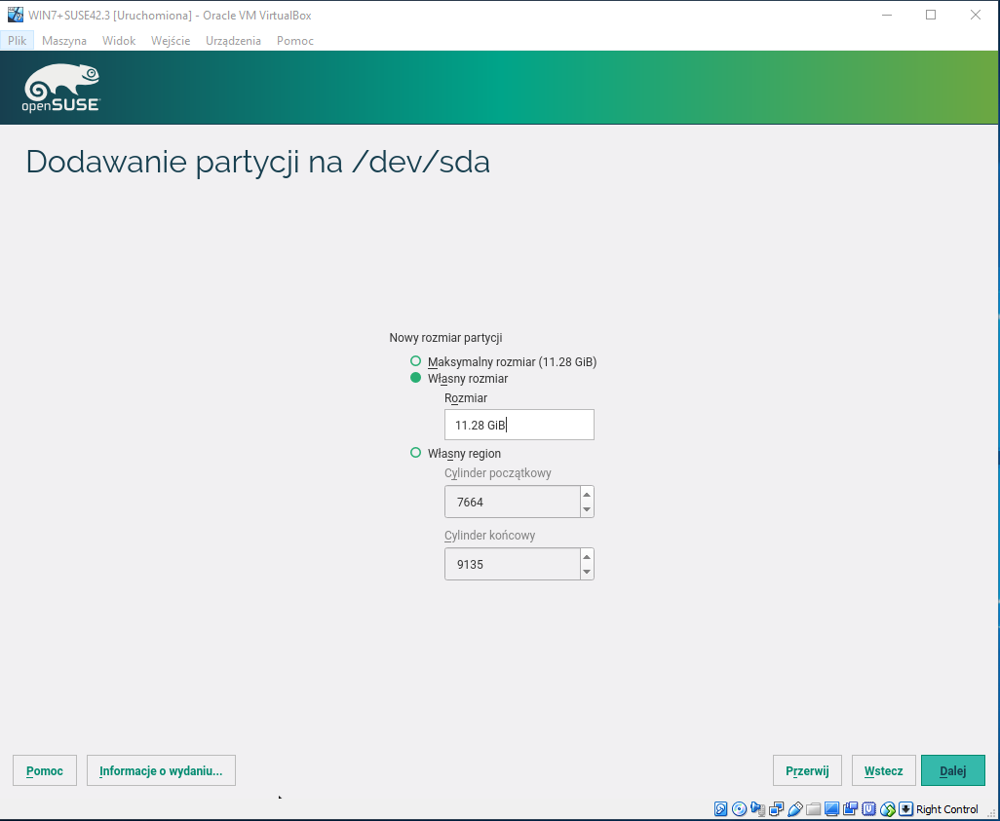 WIN7+SUSE42.3 [Uruchomiona] - Oracle VM VirtualBox
Plik Maszyna Widok Wejście Urządzenia Pomoc
openSUSE
Dodawanie partycji na /dev/sda
Nowy rozmiar partycji
Maksymalny rozmiar (11.28 GiB)
Własny rozmiar
Rozmiar
11.28 GiB
Własny region
Cylinder początkowy
7664
Cylinder końcowy
9135
Pomoc Informacje o wydaniu... Przerwij Wstecz Dalej
Right Control